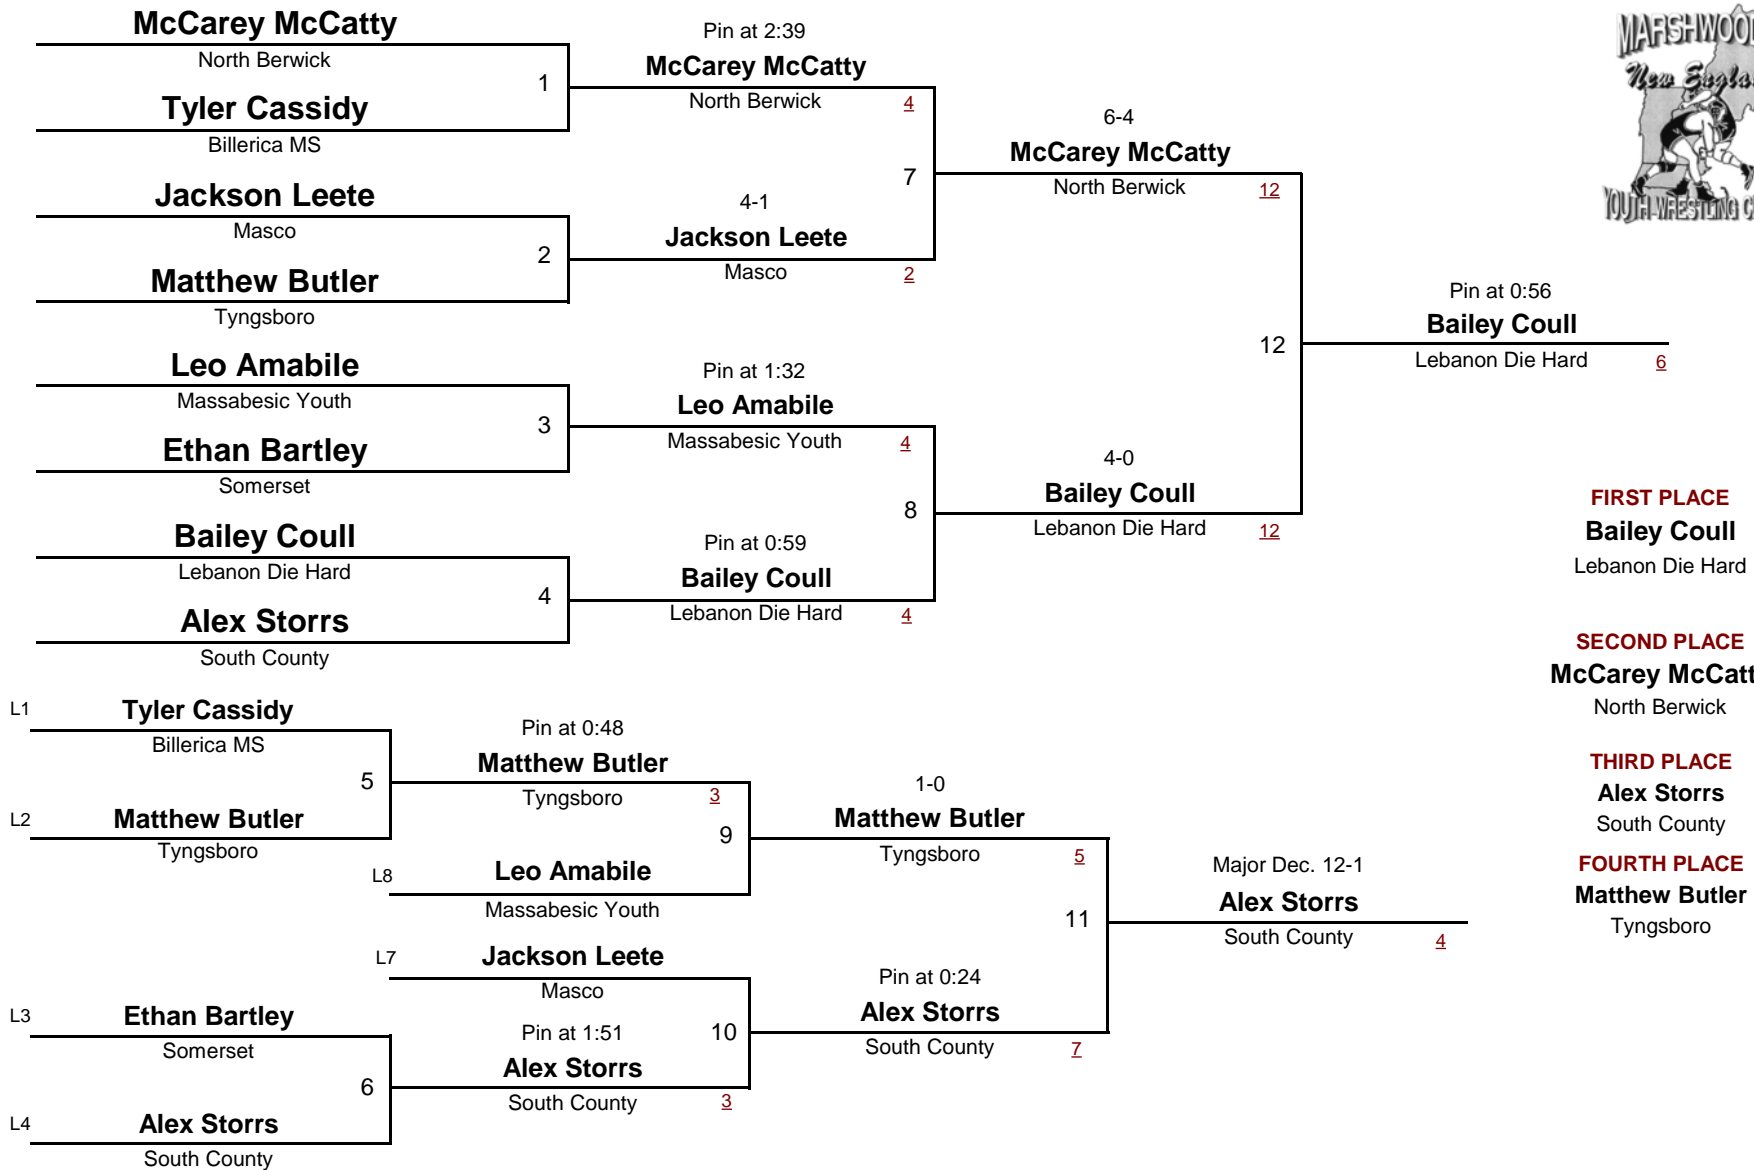 McCarey McCatty
North Berwick
1
Tyler Cassidy
Billerica MS
Jackson Leete
Masco
2
Matthew Butler
Tyngsboro
Leo Amabile
Massabesic Youth
3
Ethan Bartley
Somerset
Bailey Coull
Lebanon Die Hard
4
Alex Storrs
South County
Pin at 2:39
McCarey McCatty
North Berwick 4
7
4-1
Jackson Leete
Masco 2
Pin at 1:32
Leo Amabile
Massabesic Youth 4
8
Pin at 0:59
Bailey Coull
Lebanon Die Hard 4
6-4
McCarey McCatty
North Berwick 12
12
4-0
Bailey Coull
Lebanon Die Hard 12
Pin at 0:56
Bailey Coull
Lebanon Die Hard 6
L1 Tyler Cassidy
Billerica MS
5
L2 Matthew Butler
Tyngsboro
Pin at 0:48
Matthew Butler
Tyngsboro 3
9
L8 Leo Amabile
Massabesic Youth
L7 Jackson Leete
Masco
10
L3 Ethan Bartley
Somerset
6
L4 Alex Storrs
South County
Pin at 1:51
Alex Storrs
South County 3
1-0
Matthew Butler
Tyngsboro 5
11
Pin at 0:24
Alex Storrs
South County 7
Major Dec. 12-1
Alex Storrs
South County 4
MARSHWOOD
New Engla
YOUTH WRESTLING C
FIRST PLACE
Bailey Coull
Lebanon Die Hard
SECOND PLACE
McCarey McCatt
North Berwick
THIRD PLACE
Alex Storrs
South County
FOURTH PLACE
Matthew Butler
Tyngsboro